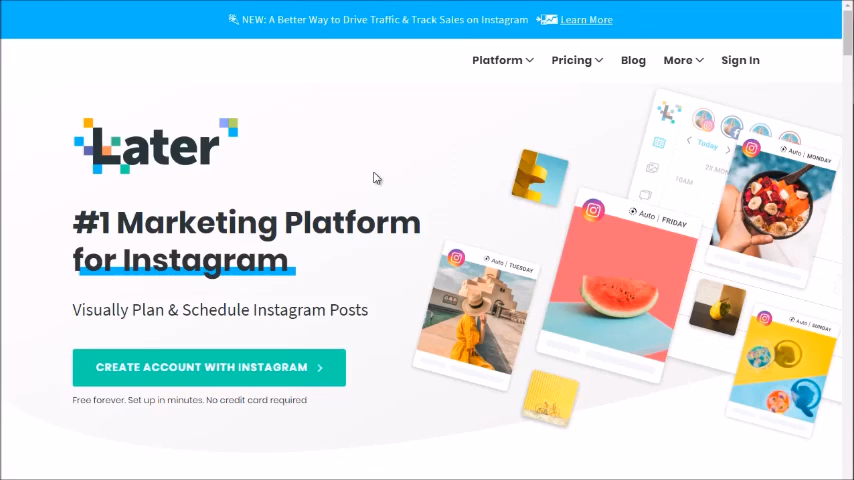 NEW: A Better Way to Drive Traffic & Track Sales on Instagram Learn More
Platform Pricing Blog More Sign In
Later
#1 Marketing Platform
for Instagram
Visually Plan & Schedule Instagram Posts
CREATE ACCOUNT WITH INSTAGRAM
Free forever. Set up in minutes. No credit card required
Today
10AM
Auto | MONDAY
Auto | FRIDAY
Auto | TUESDAY
Auto | SUNDAY